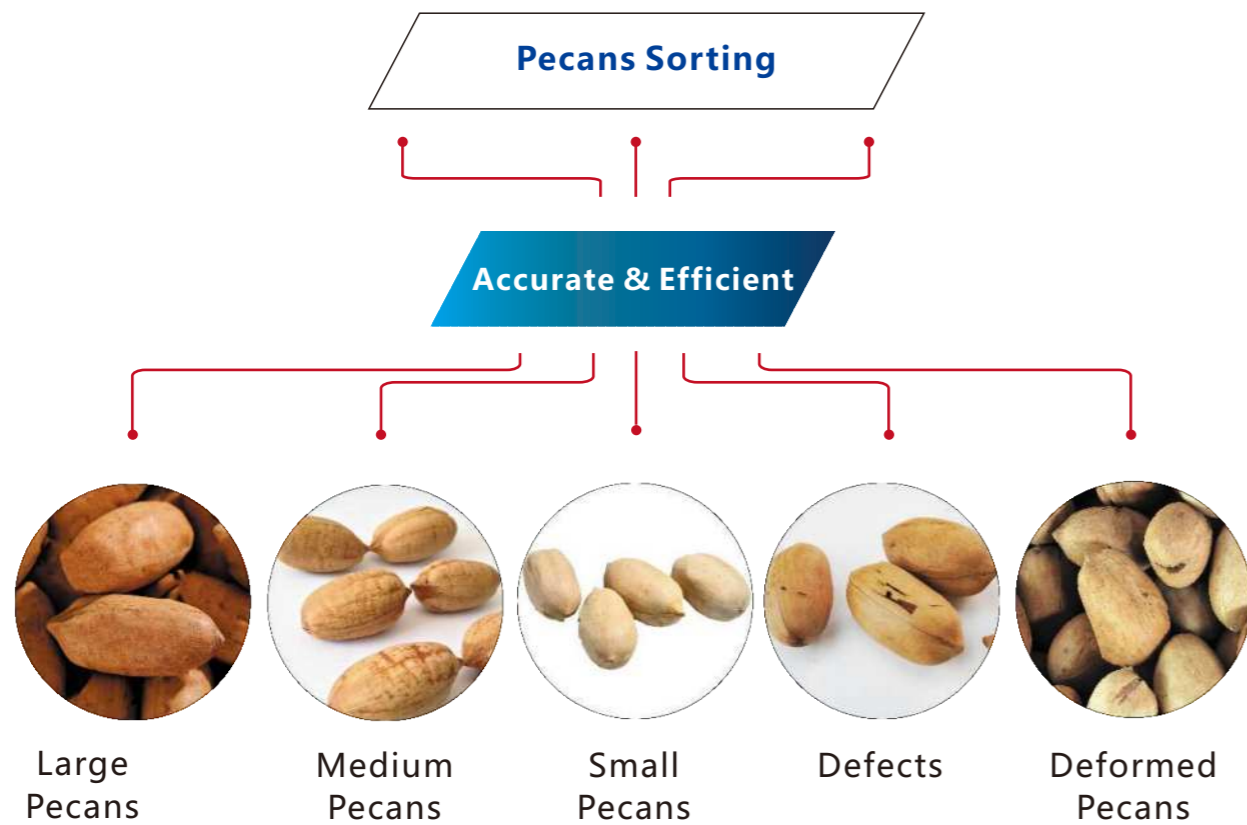 Pecans Sorting
Accurate & Efficient
Large
Pecans
Medium
Pecans
Small
Pecans
Defects
Deformed
Pecans